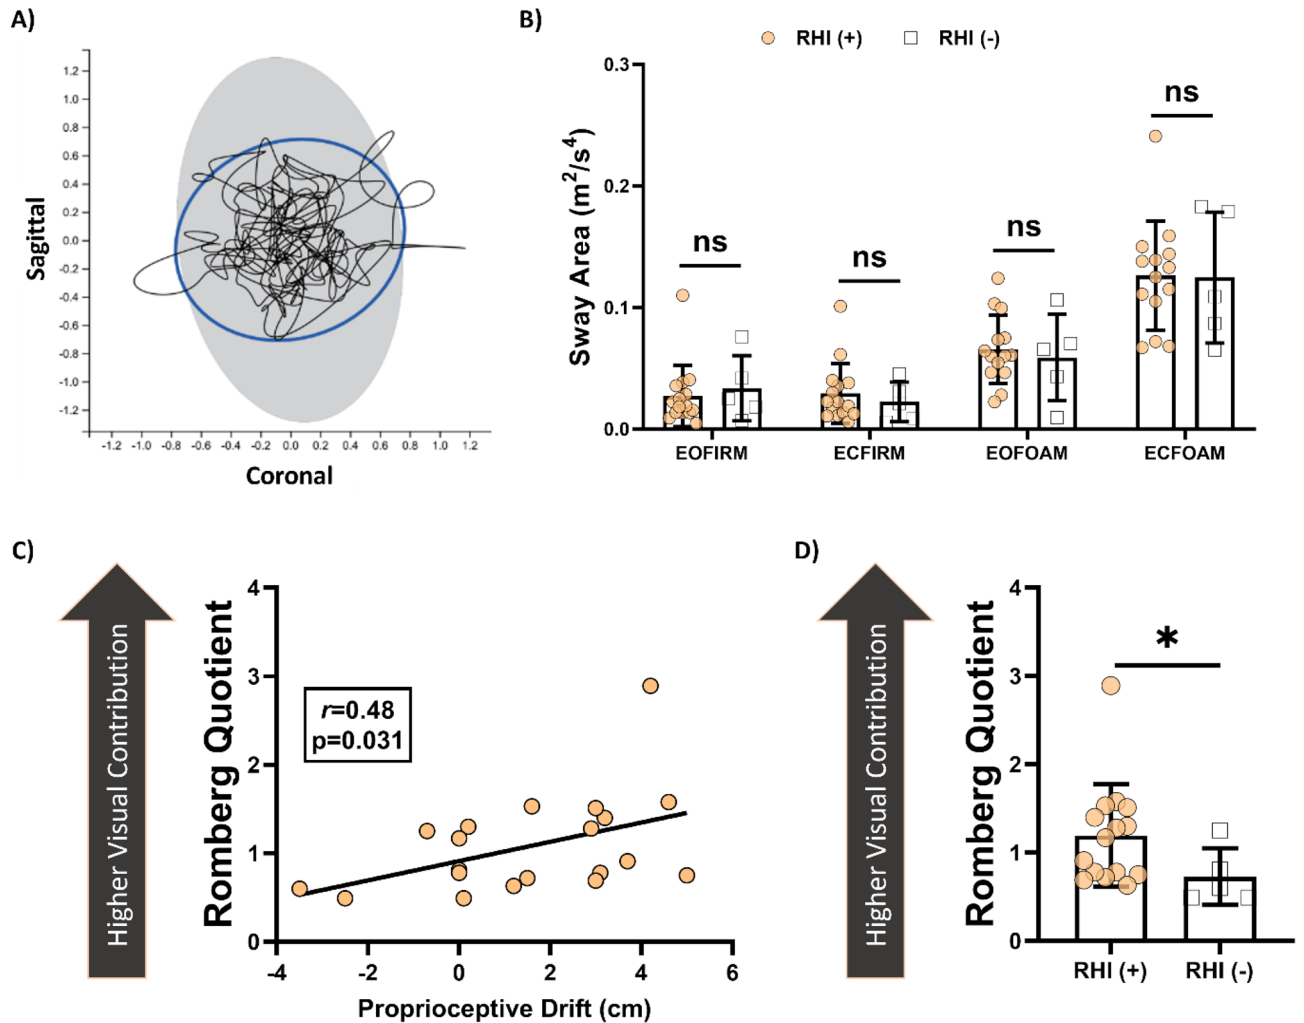 A)
1.2
1.0
0.8
0.6
0.4
0.2
0.0
-0.2
-0.4
-0.6
-0.8
-1.0
-1.2
Sagittal
-1.2 -1.0 -0.8 -0.6 -0.4 -0.2 0.0 0.2 0.4 0.6 0.8 1.0 1.2
Coronal
B)
RHI (+) RHI (-)
0.3
0.2
0.1
0.0
Sway Area (m²/s⁴)
ns
ns
ns
ns
EOFIRM ECFIRM EOFOAM ECFOAM
C)
Higher Visual Contribution
Romberg Quotient
4
3
2
1
0
r=0.48
p=0.031
-4 -2 0 2 4 6
Proprioceptive Drift (cm)
D)
Higher Visual Contribution
Romberg Quotient
4
3
2
1
0
*
RHI (+) RHI (-)